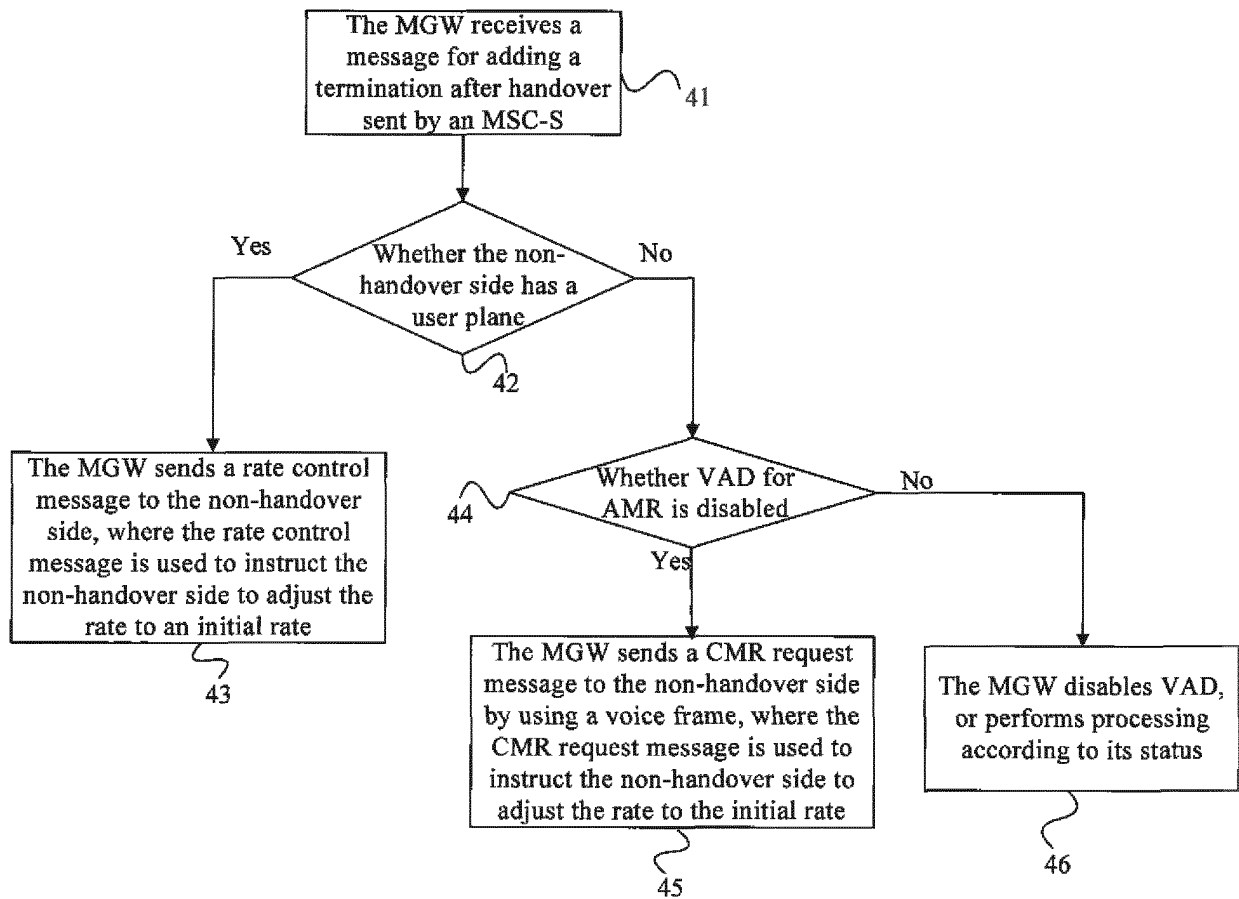 The MGW receives a
message for adding a
termination after handover
sent by an MSC-S
41
Yes
Whether the non-
handover side has a
user plane
No
42
The MGW sends a rate control
message to the non-handover
side, where the rate control
message is used to instruct the
non-handover side to adjust the
rate to an initial rate
43
Whether VAD for
AMR is disabled
No
44
Yes
The MGW sends a CMR request
message to the non-handover side
by using a voice frame, where the
CMR request message is used to
instruct the non-handover side to
adjust the rate to the initial rate
45
The MGW disables VAD,
or performs processing
according to its status
46